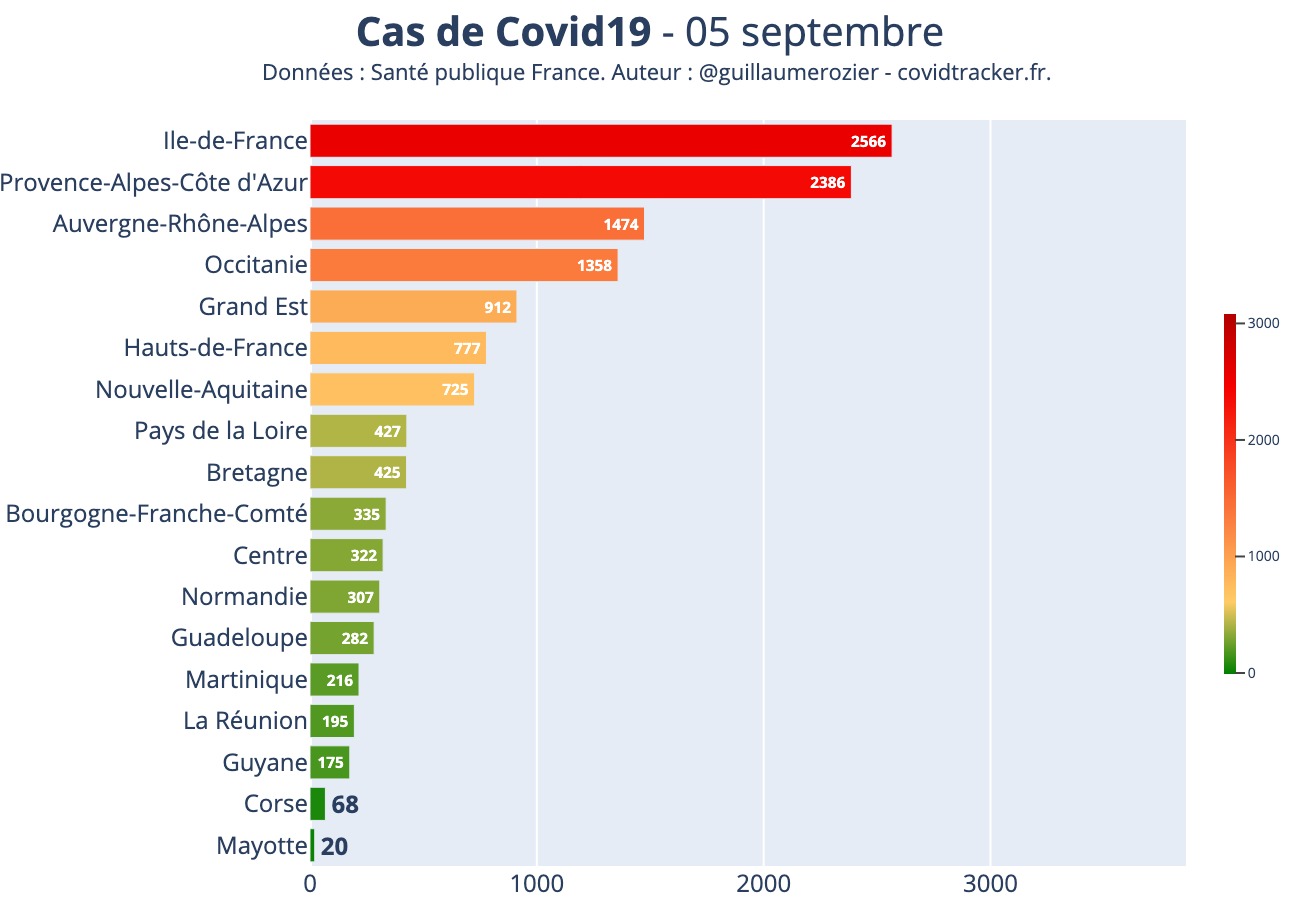 Cas de Covid19 - 05 septembre
Données : Santé publique France. Auteur : @guillaumerozier - covidtracker.fr.
Ile-de-France 2566
Provence-Alpes-Côte d'Azur 2386
Auvergne-Rhône-Alpes 1474
Occitanie 1358
Grand Est 912
Hauts-de-France 777
Nouvelle-Aquitaine 725
Pays de la Loire 427
Bretagne 425
Bourgogne-Franche-Comté 335
Centre 322
Normandie 307
Guadeloupe 282
Martinique 216
La Réunion 195
Guyane 175
Corse 68
Mayotte 20
0 1000 2000 3000
3000
2000
1000
0